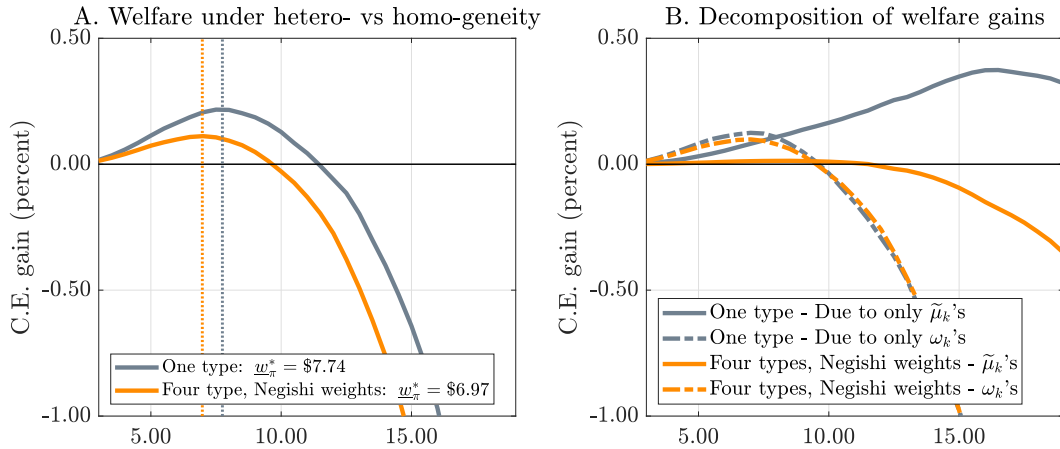 A. Welfare under hetero- vs homo-geneity
C.E. gain (percent)
0.50
0.00
-0.50
-1.00
5.00 10.00 15.00
One type: w̲*π = $7.74
Four type, Negishi weights: w̲*π = $6.97
B. Decomposition of welfare gains
C.E. gain (percent)
0.50
0.00
-0.50
-1.00
5.00 10.00 15.00
One type - Due to only μ̃ₖ's
One type - Due to only ωₖ's
Four types, Negishi weights - μ̃ₖ's
Four types, Negishi weights - ωₖ's